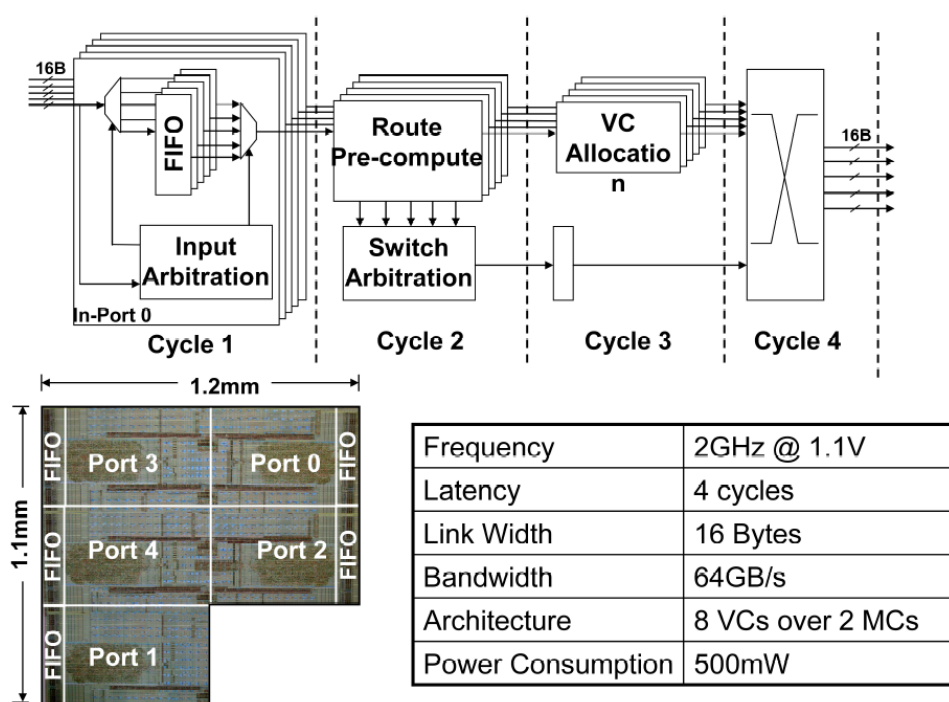 16B
FIFO
Input
Arbitration
In-Port 0
Cycle 1
Route
Pre-compute
Switch
Arbitration
Cycle 2
VC
Allocatio
n
Cycle 3
16B
Cycle 4
1.2mm
1.1mm
FIFO
Port 3
Port 0
FIFO
FIFO
Port 4
Port 2
FIFO
FIFO
Port 1
Frequency 2GHz @ 1.1V
Latency 4 cycles
Link Width 16 Bytes
Bandwidth 64GB/s
Architecture 8 VCs over 2 MCs
Power Consumption 500mW